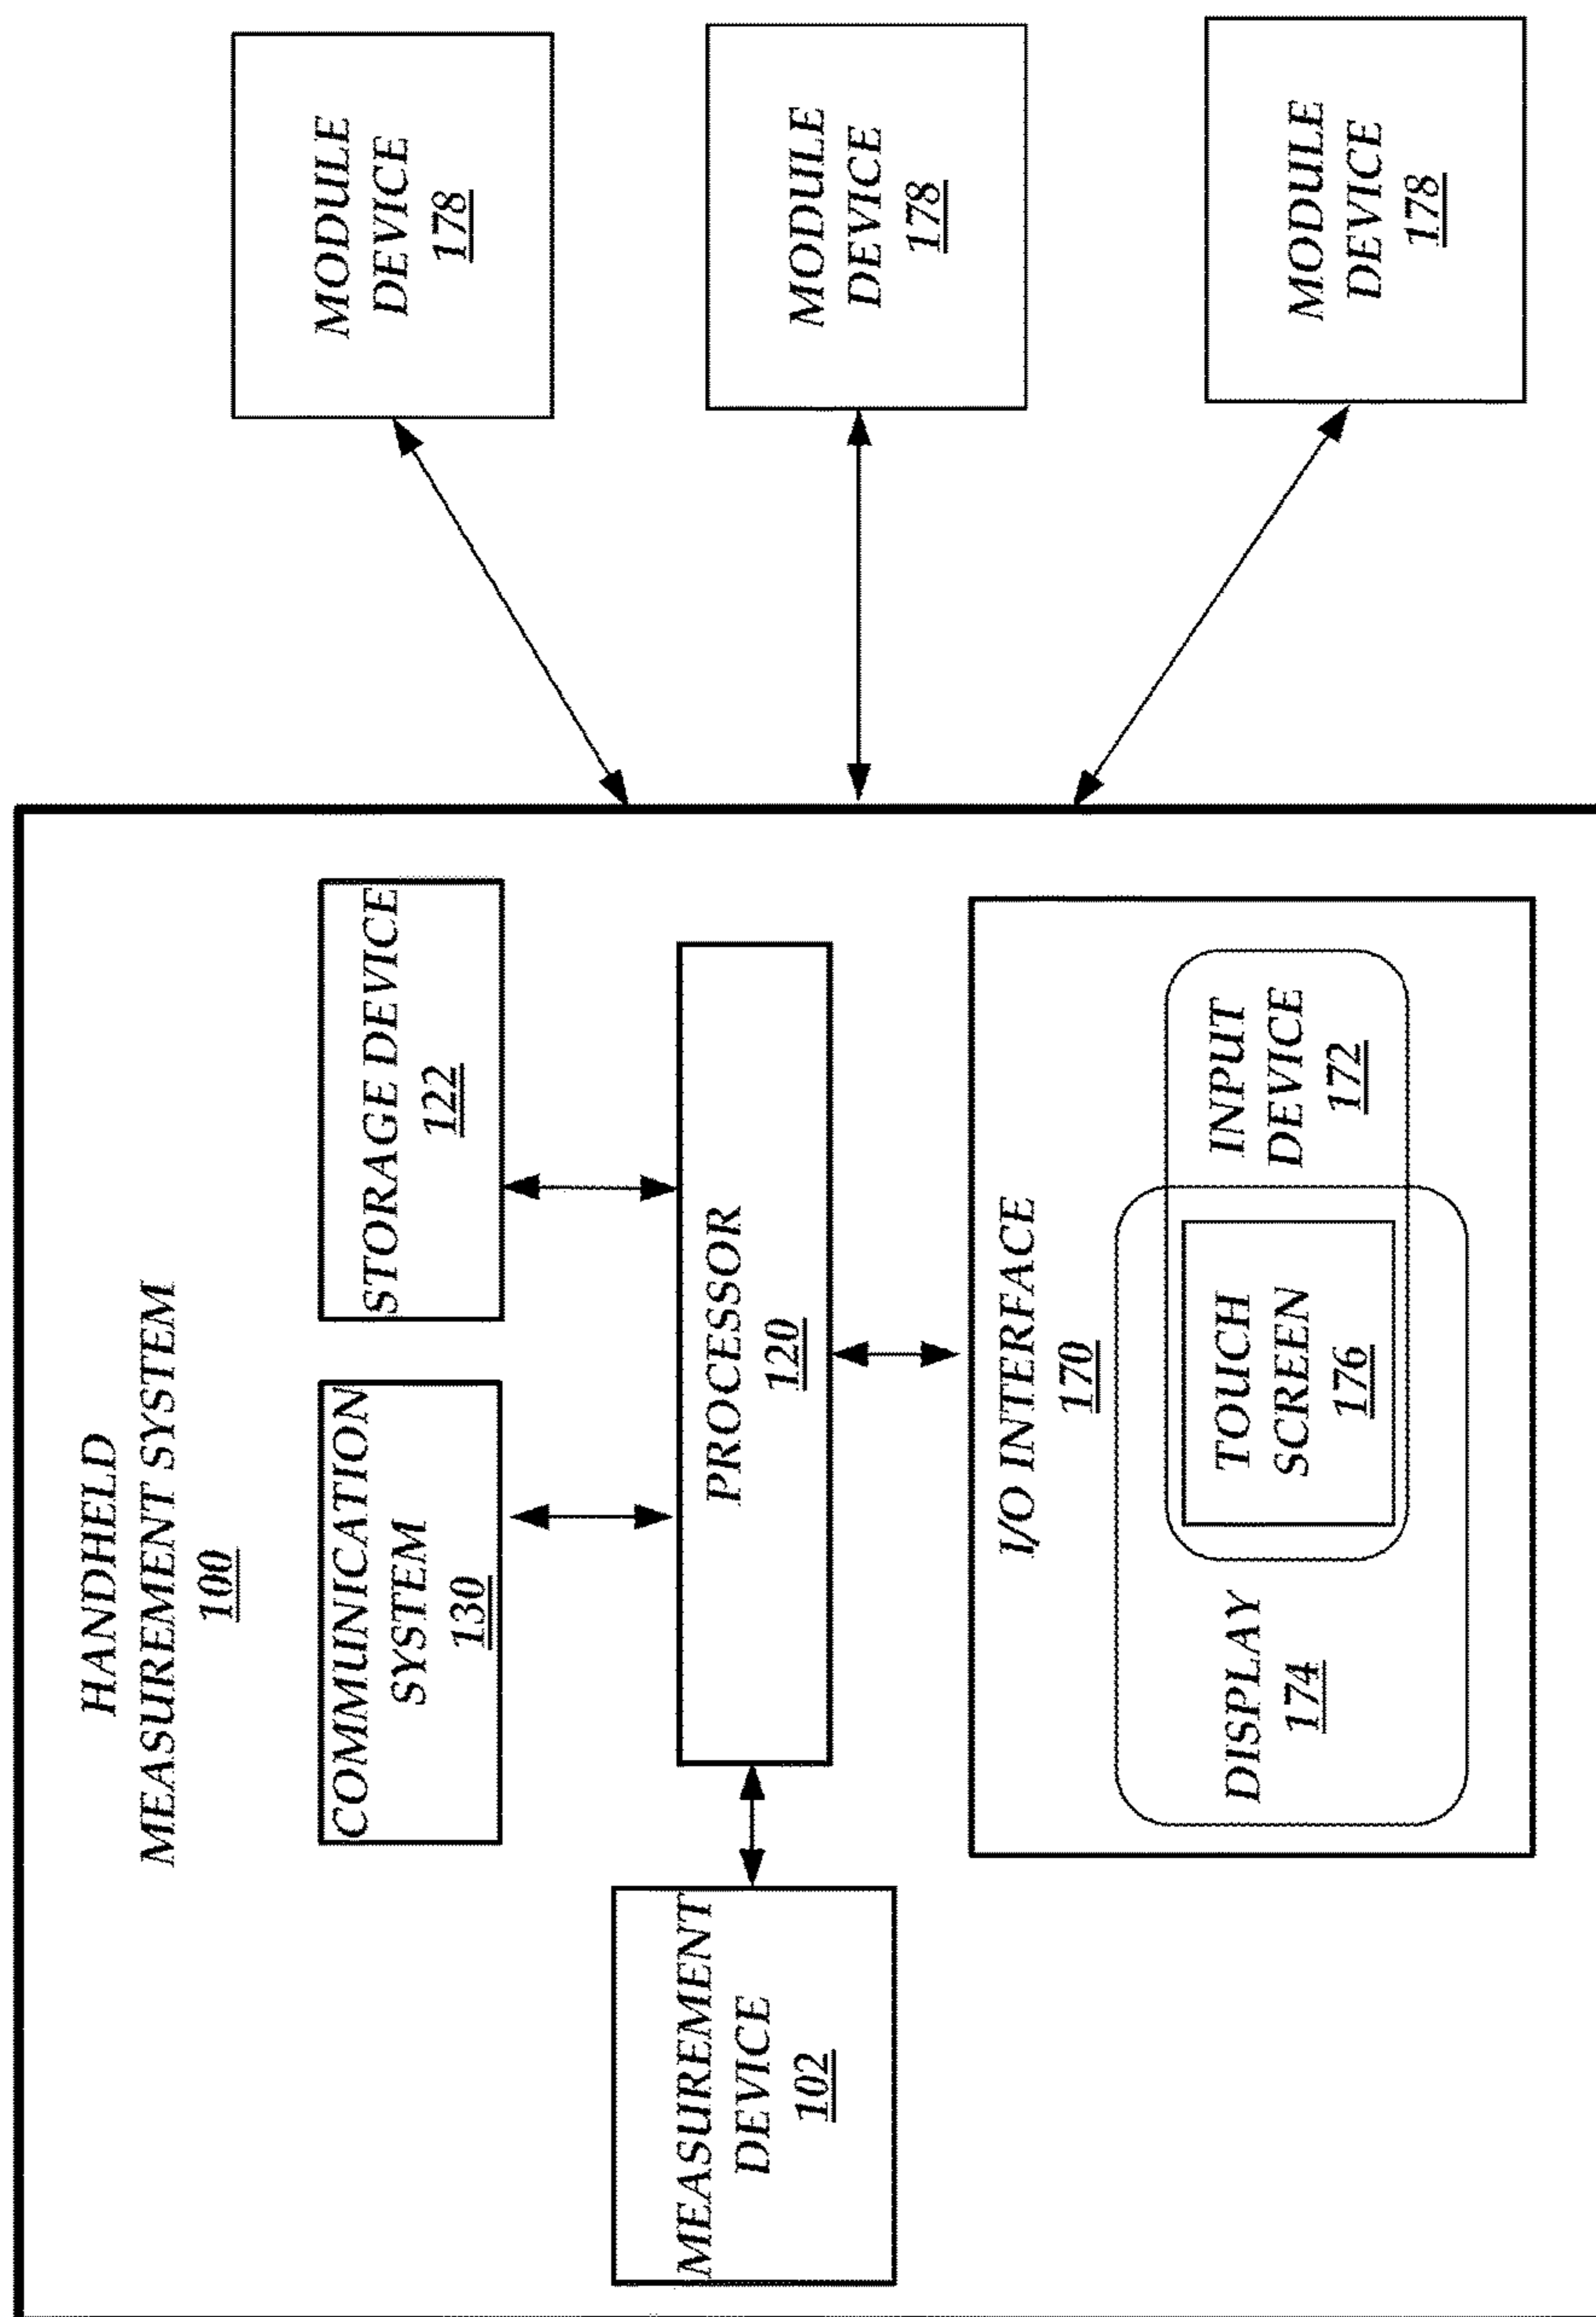 HANDHELD
MEASUREMENT SYSTEM
100
COMMUNICATION
SYSTEM
130
STORAGE DEVICE
122
MEASUREMENT
DEVICE
102
PROCESSOR
120
I/O INTERFACE
170
DISPLAY
174
TOUCH
SCREEN
176
INPUT
DEVICE
172
MODULE
DEVICE
178
MODULE
DEVICE
178
MODULE
DEVICE
178